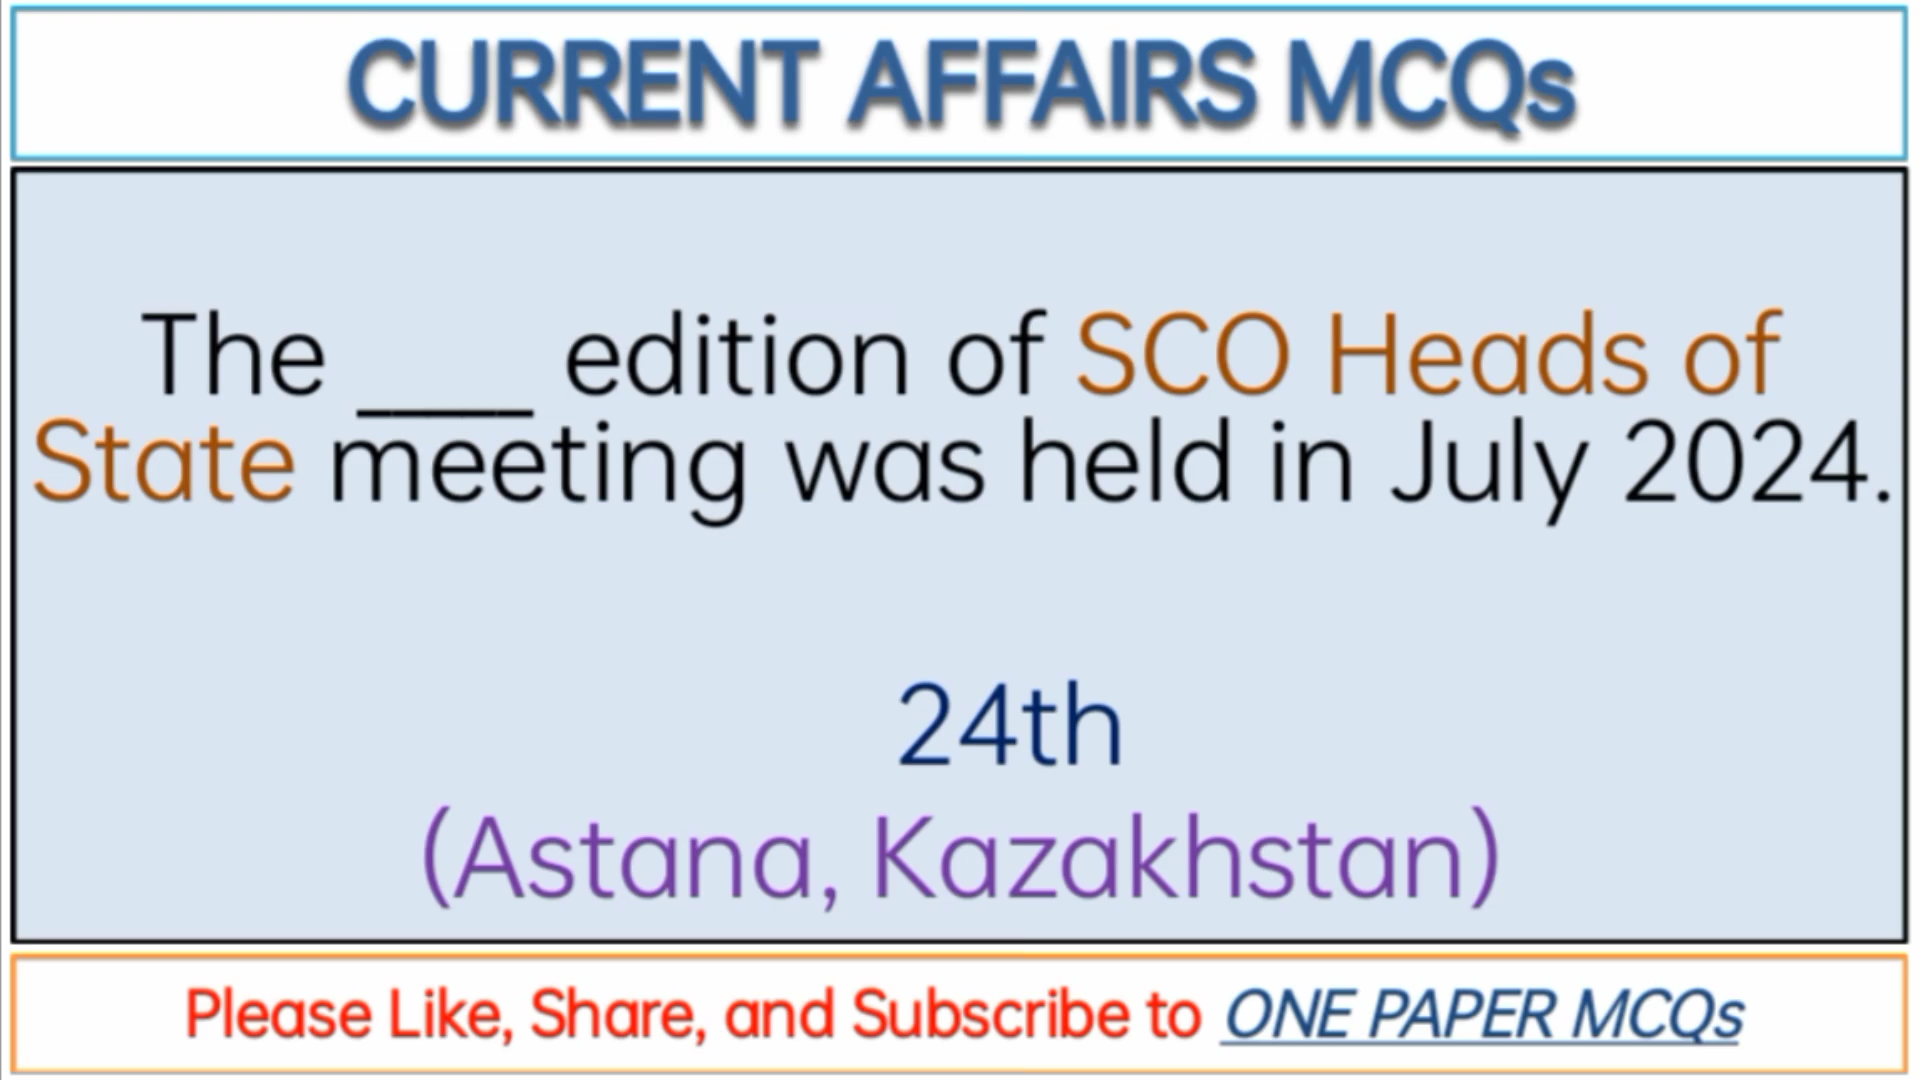 CURRENT AFFAIRS MCQs
The ____ edition of SCO Heads of
State meeting was held in July 2024.
24th
(Astana, Kazakhstan)
Please Like, Share, and Subscribe to ONE PAPER MCQs